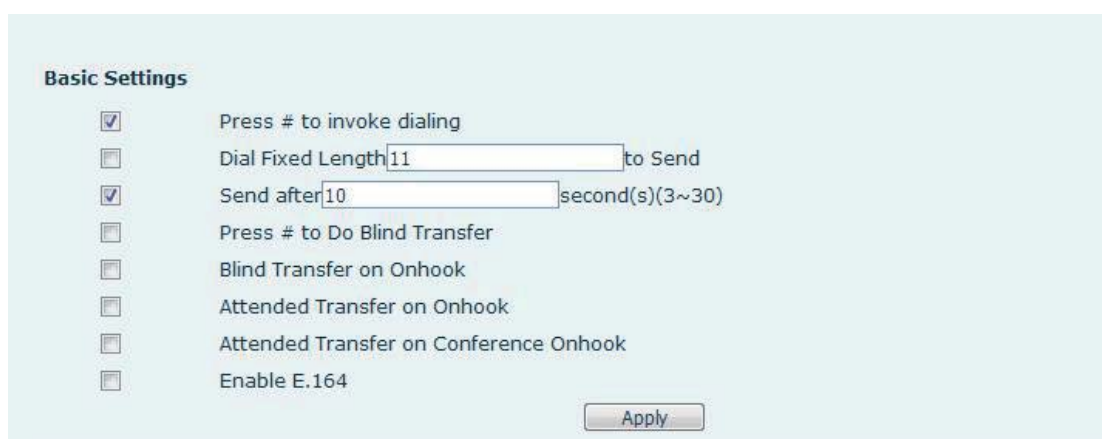 Basic Settings
Press # to invoke dialing
Dial Fixed Length 11 to Send
Send after 10 second(s)(3~30)
Press # to Do Blind Transfer
Blind Transfer on Onhook
Attended Transfer on Onhook
Attended Transfer on Conference Onhook
Enable E.164
Apply